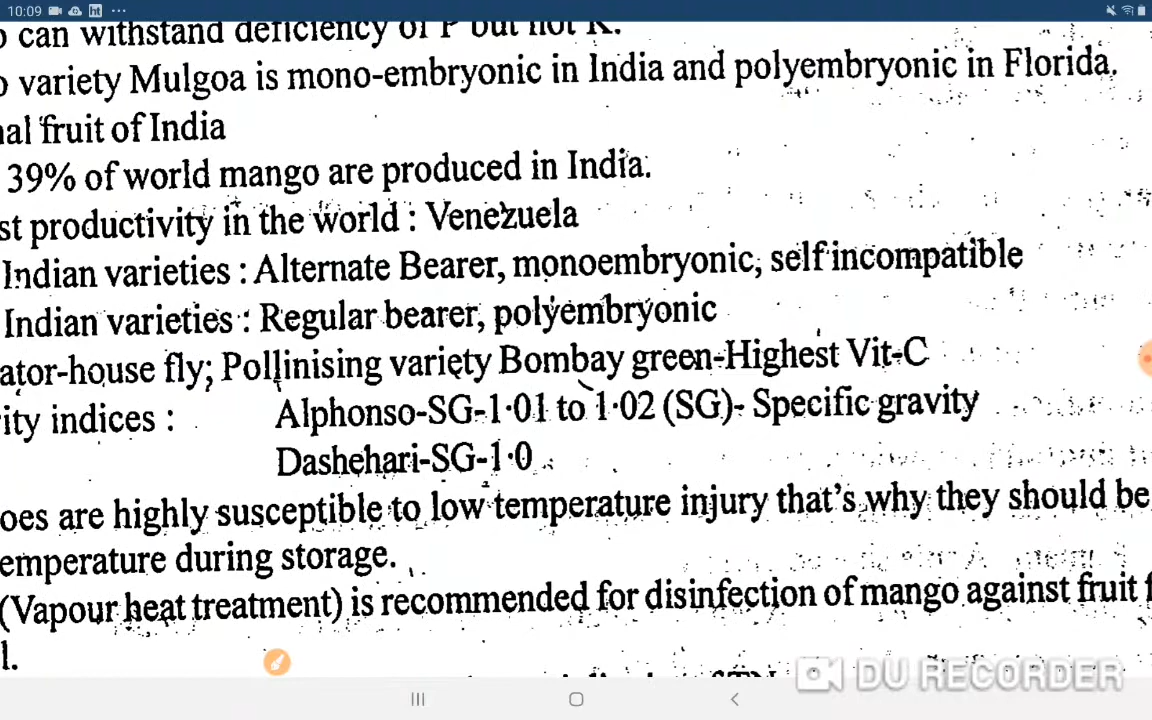 10:09
can withstand deficiency of P but not K.
variety Mulgoa is mono-embryonic in India and polyembryonic in Florida.
nal fruit of India
39% of world mango are produced in India.
st productivity in the world : Venezuela
Indian varieties : Alternate Bearer, monoembryonic, self incompatible
Indian varieties : Regular bearer, polyembryonic
ator-house fly; Pollinising variety Bombay green-Highest Vit-C
ity indices : Alphonso-SG-1·01 to 1·02 (SG)- Specific gravity
Dashehari-SG-1·0
oes are highly susceptible to low temperature injury that's why they should be
emperature during storage.
(Vapour heat treatment) is recommended for disinfection of mango against fruit f
l.
DU RECORDER